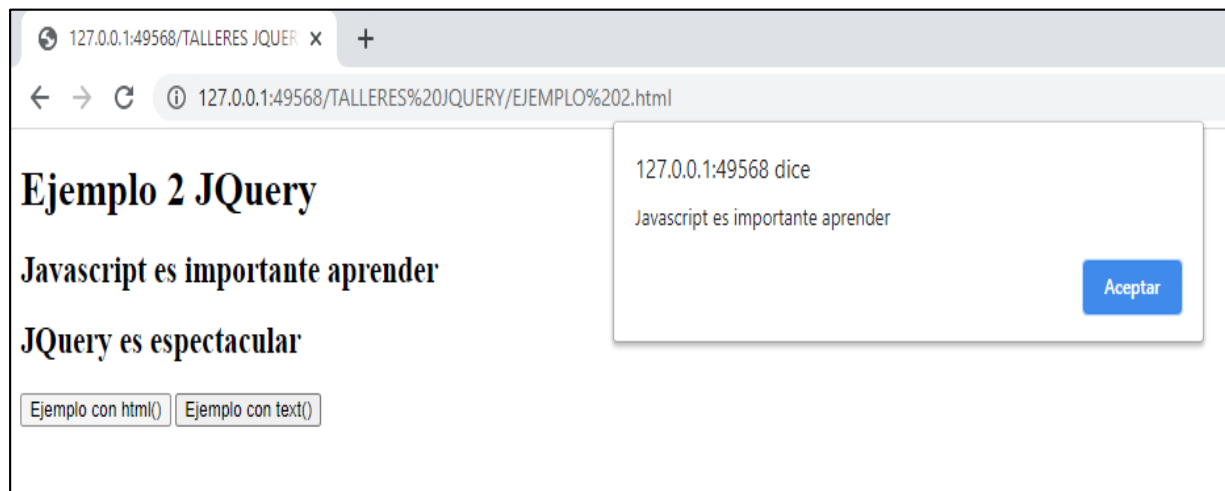 127.0.0.1:49568/TALLERES JQUER
127.0.0.1:49568/TALLERES%20JQUERY/EJEMPLO%202.html
127.0.0.1:49568 dice
Javascript es importante aprender
Aceptar
Ejemplo 2 JQuery
Javascript es importante aprender
JQuery es espectacular
Ejemplo con html() Ejemplo con text()